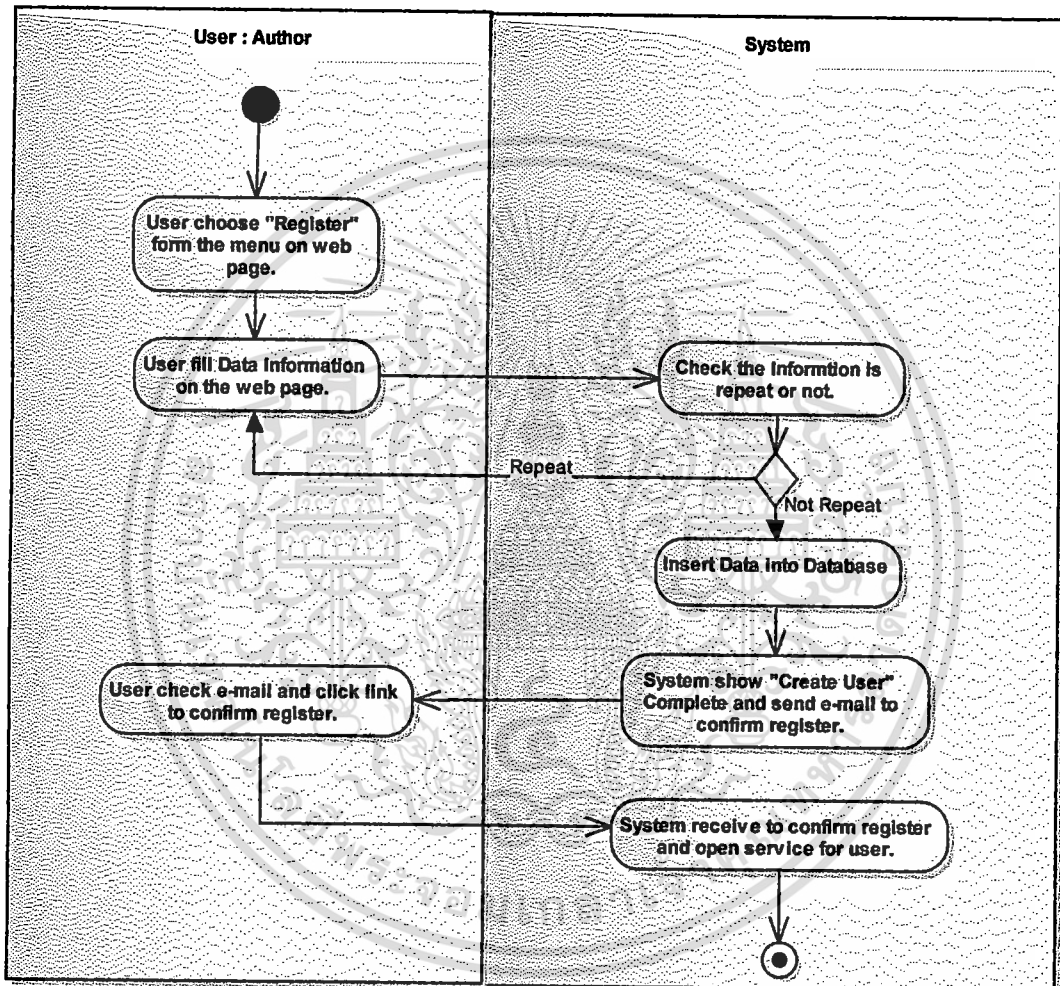 User : Author
System
User choose "Register"
form the menu on web
page.
User fill Data Information
on the web page.
Check the Informtion is
repeat or not.
Repeat
Not Repeat
Insert Data into Database
System show "Create User"
Complete and send e-mail to
confirm register.
User check e-mail and click link
to confirm register.
System receive to confirm register
and open service for user.